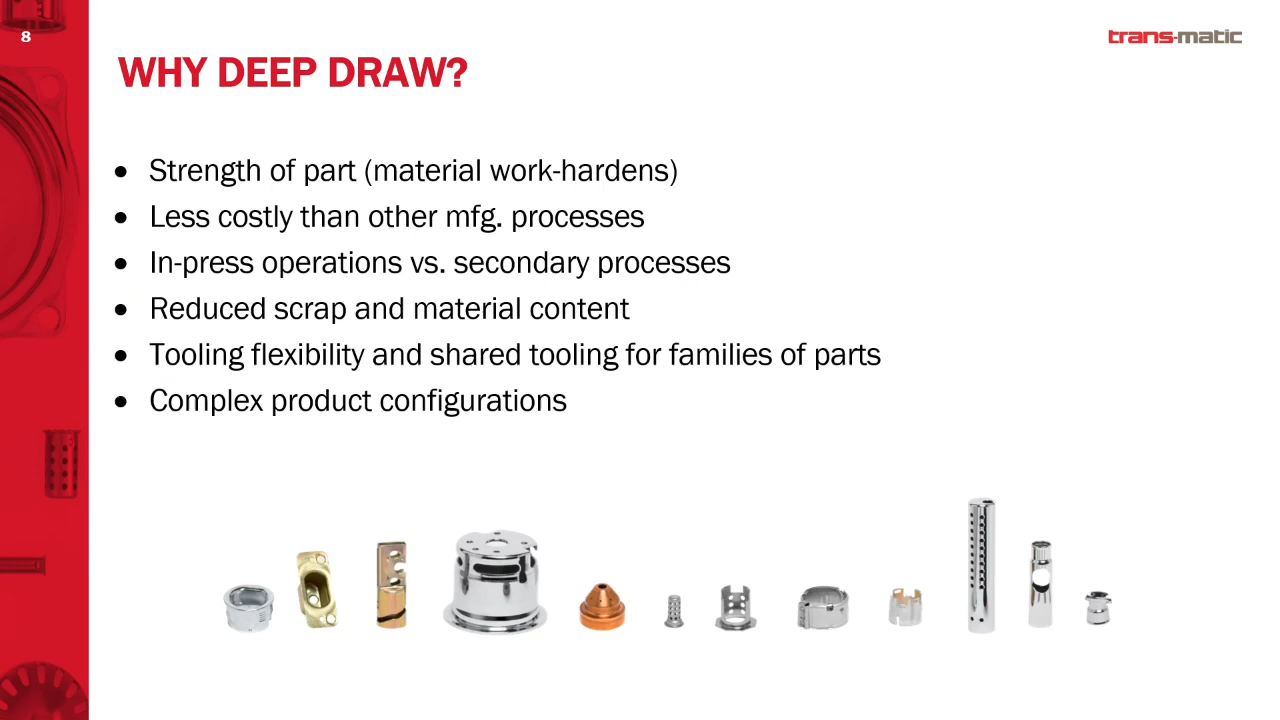 8
trans-matic
WHY DEEP DRAW?
• Strength of part (material work-hardens)
• Less costly than other mfg. processes
• In-press operations vs. secondary processes
• Reduced scrap and material content
• Tooling flexibility and shared tooling for families of parts
• Complex product configurations